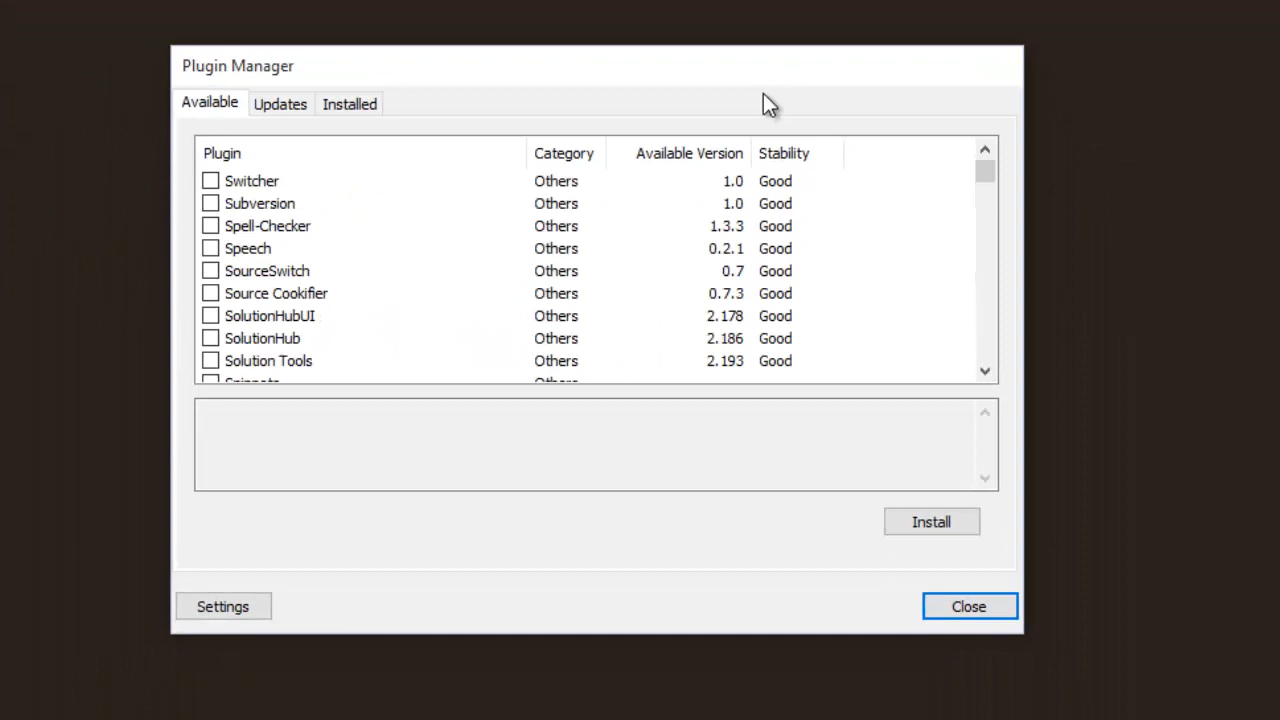 Plugin Manager
Available Updates Installed
Plugin Category Available Version Stability
Switcher Others 1.0 Good
Subversion Others 1.0 Good
Spell-Checker Others 1.3.3 Good
Speech Others 0.2.1 Good
SourceSwitch Others 0.7 Good
Source Cookifier Others 0.7.3 Good
SolutionHubUI Others 2.178 Good
SolutionHub Others 2.186 Good
Solution Tools Others 2.193 Good
Install
Settings Close